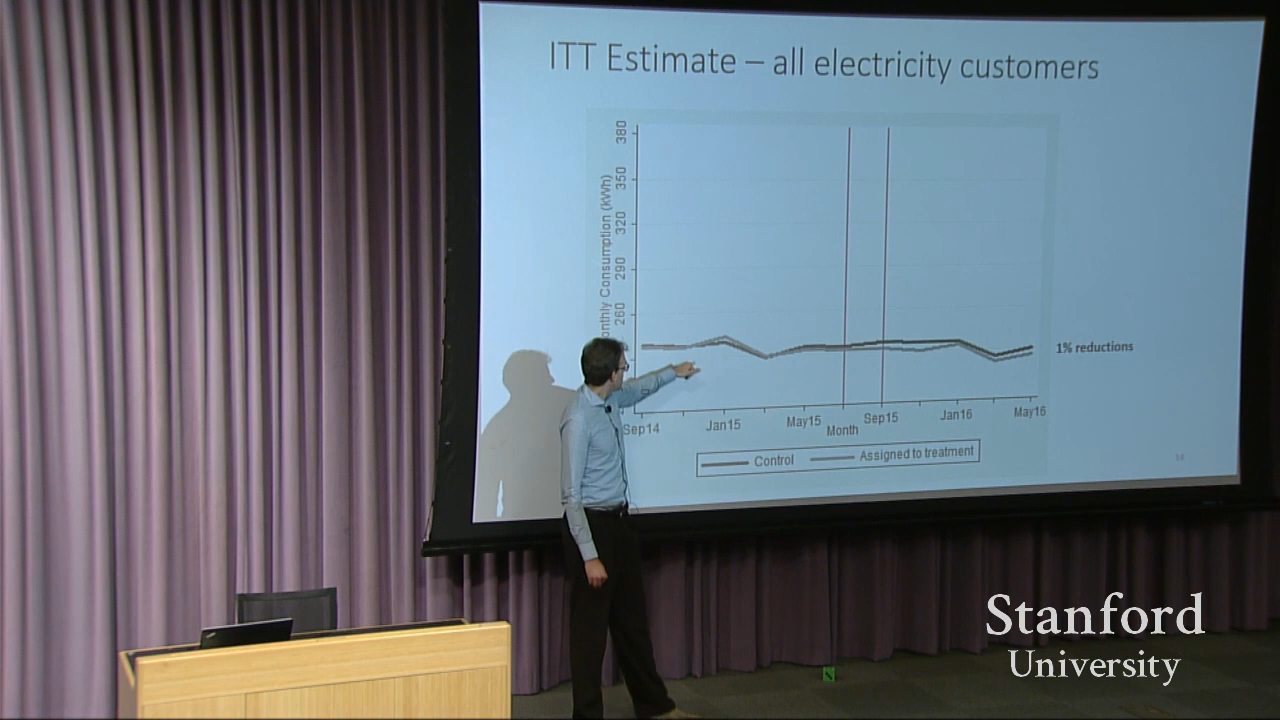 ITT Estimate – all electricity customers
380
350
320
290
260
Monthly Consumption (kWh)
1% reductions
Sep14
Jan15
May15
Sep15
Jan16
May16
Month
Control
Assigned to treatment
14
Stanford
University